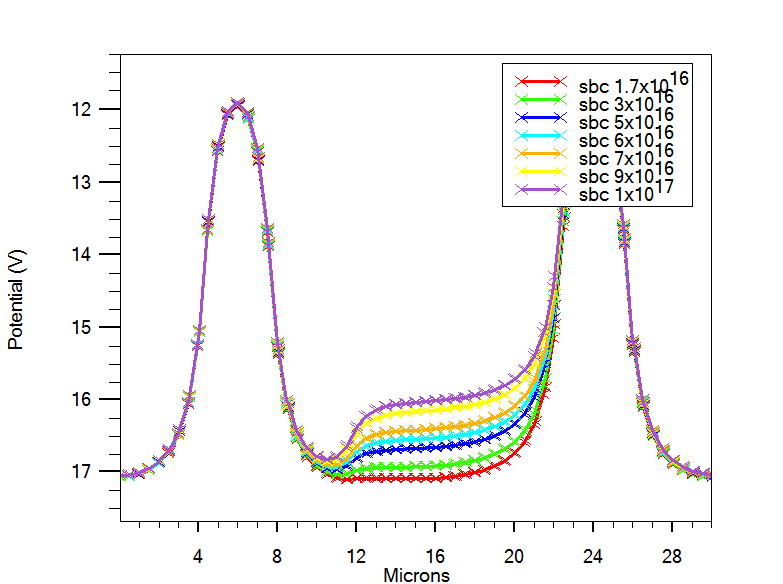 sbc 1.7x10^16
sbc 3x10^16
sbc 5x10^16
sbc 6x10^16
sbc 7x10^16
sbc 9x10^16
sbc 1x10^17
12
13
14
15
16
17
Potential (V)
4 8 12 16 20 24 28
Microns